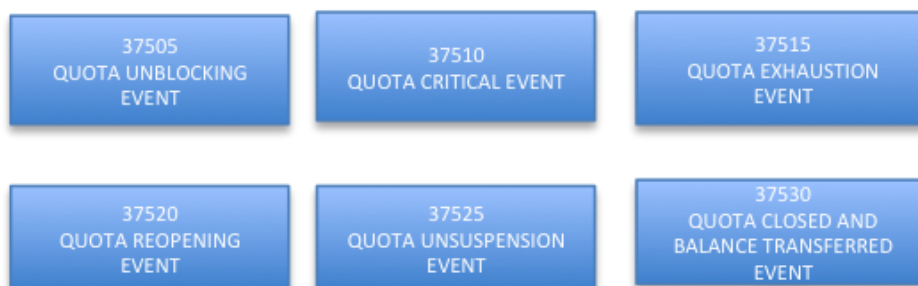 37505
QUOTA UNBLOCKING
EVENT
37510
QUOTA CRITICAL EVENT
37515
QUOTA EXHAUSTION
EVENT
37520
QUOTA REOPENING
EVENT
37525
QUOTA UNSUSPENSION
EVENT
37530
QUOTA CLOSED AND
BALANCE TRANSFERRED
EVENT